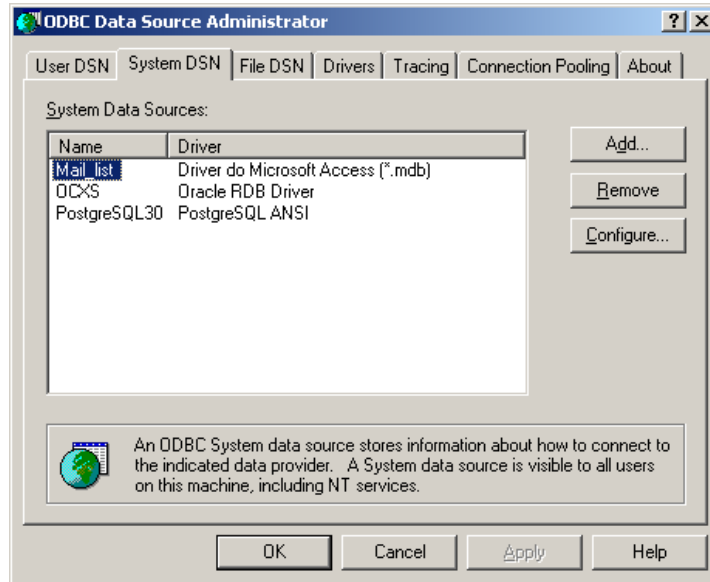 ODBC Data Source Administrator
User DSN System DSN File DSN Drivers Tracing Connection Pooling About
System Data Sources:
Name Driver
Mail_list Driver do Microsoft Access (*.mdb)
OCXS Oracle RDB Driver
PostgreSQL30 PostgreSQL ANSI
Add...
Remove
Configure...
An ODBC System data source stores information about how to connect to
the indicated data provider. A System data source is visible to all users
on this machine, including NT services.
OK Cancel Apply Help